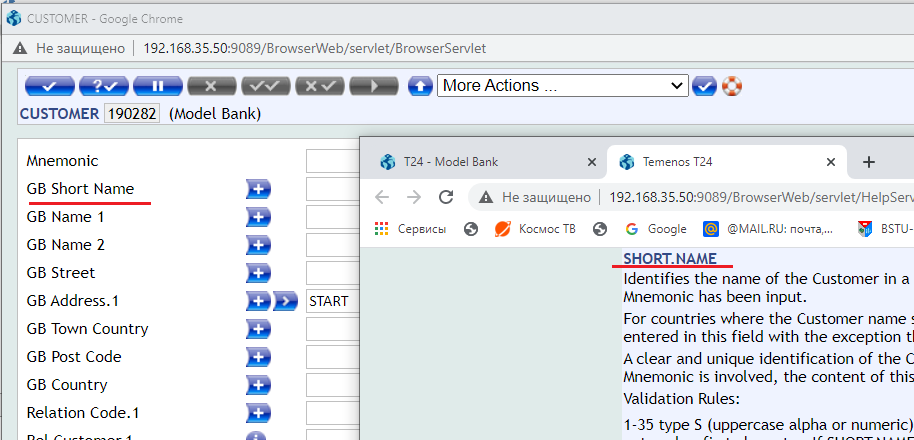 CUSTOMER - Google Chrome
Не защищено 192.168.35.50:9089/BrowserWeb/servlet/BrowserServlet
More Actions ...
CUSTOMER 190282 (Model Bank)
Mnemonic
GB Short Name
GB Name 1
GB Name 2
GB Street
GB Address.1 START
GB Town Country
GB Post Code
GB Country
Relation Code.1
Rel Customer.1
T24 - Model Bank
Temenos T24
Не защищено 192.168.35.50:9089/BrowserWeb/servlet/HelpServ
Сервисы Космос ТВ Google @MAIL.RU: почта,... BSTU-
SHORT.NAME
Identifies the name of the Customer in a
Mnemonic has been input.
For countries where the Customer name s
entered in this field with the exception th
A clear and unique identification of the C
Mnemonic is involved, the content of this
Validation Rules:
1-35 type S (uppercase alpha or numeric)